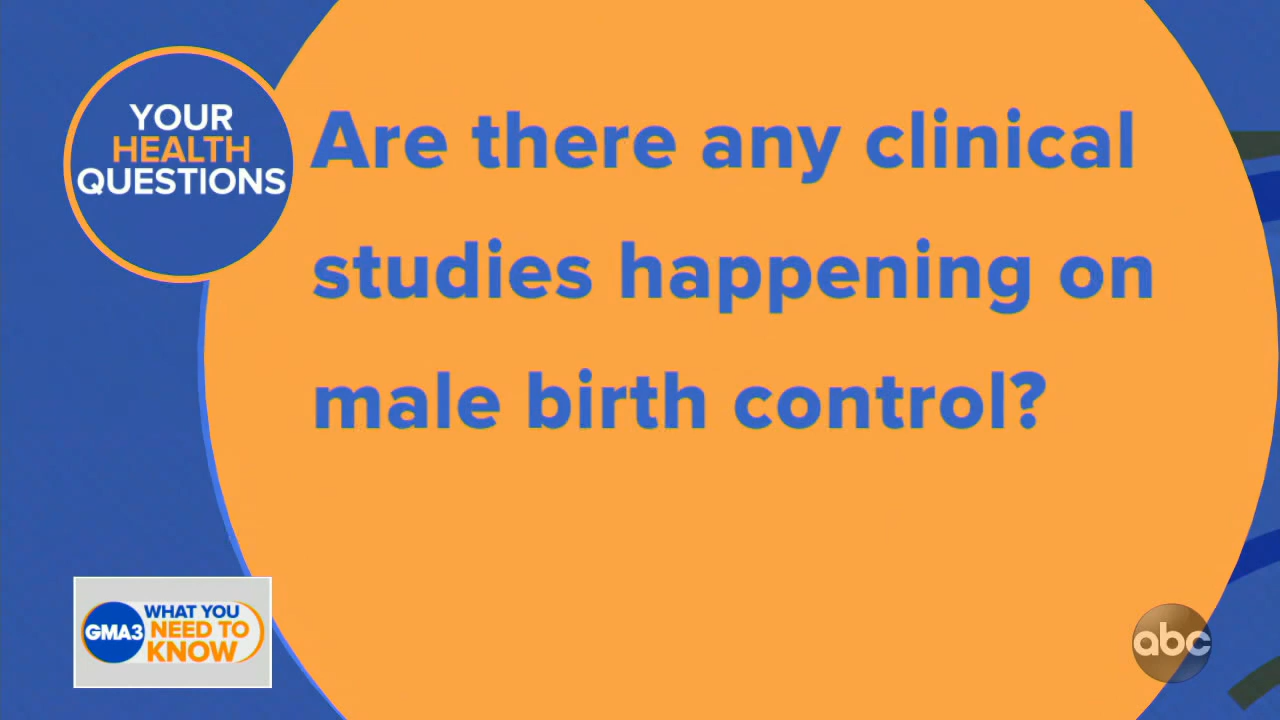 YOUR
HEALTH
QUESTIONS
Are there any clinical
studies happening on
male birth control?
GMA3
WHAT YOU
NEED TO
KNOW
abc